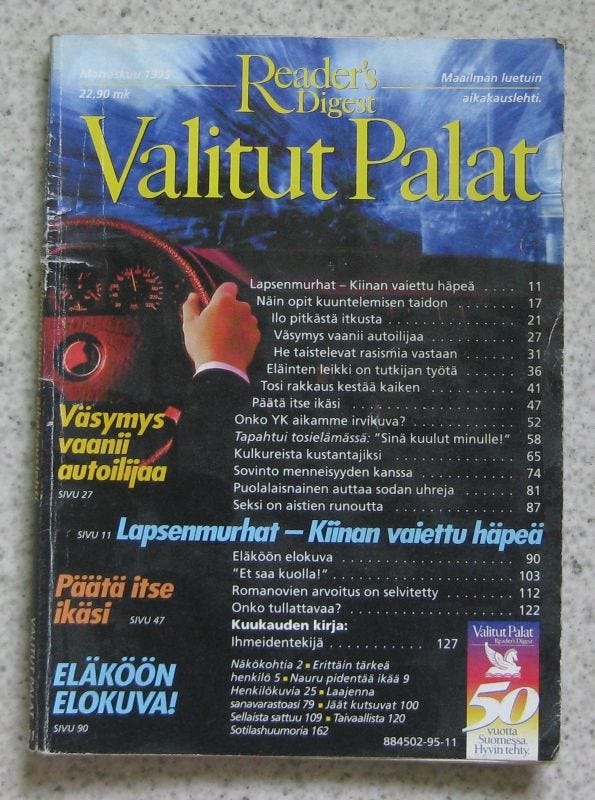 Marraskuu 1995
22,90 mk
Reader's
Digest
Maailman luetuin
aikakauslehti.
Valitut Palat
Lapsenmurhat – Kiinan vaiettu häpeä .... 11
Näin opit kuuntelemisen taidon 17
Ilo pitkästä itkusta 21
Väsymys vaanii autoilijaa 27
He taistelevat rasismia vastaan 31
Eläinten leikki on tutkijan työtä 36
Tosi rakkaus kestää kaiken 41
Päätä itse ikäsi 47
Onko YK aikamme irvikuva? 52
Tapahtui tosielämässä: "Sinä kuulut minulle!" 58
Kulkureista kustantajiksi 65
Sovinto menneisyyden kanssa 74
Puolalaisnainen auttaa sodan uhreja 81
Seksi on aistien runoutta 87
Väsymys
vaanii
autoilijaa
SIVU 27
SIVU 11 Lapsenmurhat – Kiinan vaiettu häpeä
Eläköön elokuva 90
"Et saa kuolla!" 103
Romanovien arvoitus on selvitetty 112
Onko tullattavaa? 122
Kuukauden kirja:
Ihmeidentekijä 127
Päätä itse
ikäsi SIVU 47
Näkökohtia 2 ▪ Erittäin tärkeä
henkilö 5 ▪ Nauru pidentää ikää 9
Henkilökuvia 25 ▪ Laajenna
sanavarastoasi 79 ▪ Jäät kutsuvat 100
Sellaista sattuu 109 ▪ Taivaallista 120
Sotilashuumoria 162
ELÄKÖÖN
ELOKUVA!
SIVU 90
884502-95-11
Valitut Palat
Reader's Digest
50
vuotta
Suomessa.
Hyvin tehty.